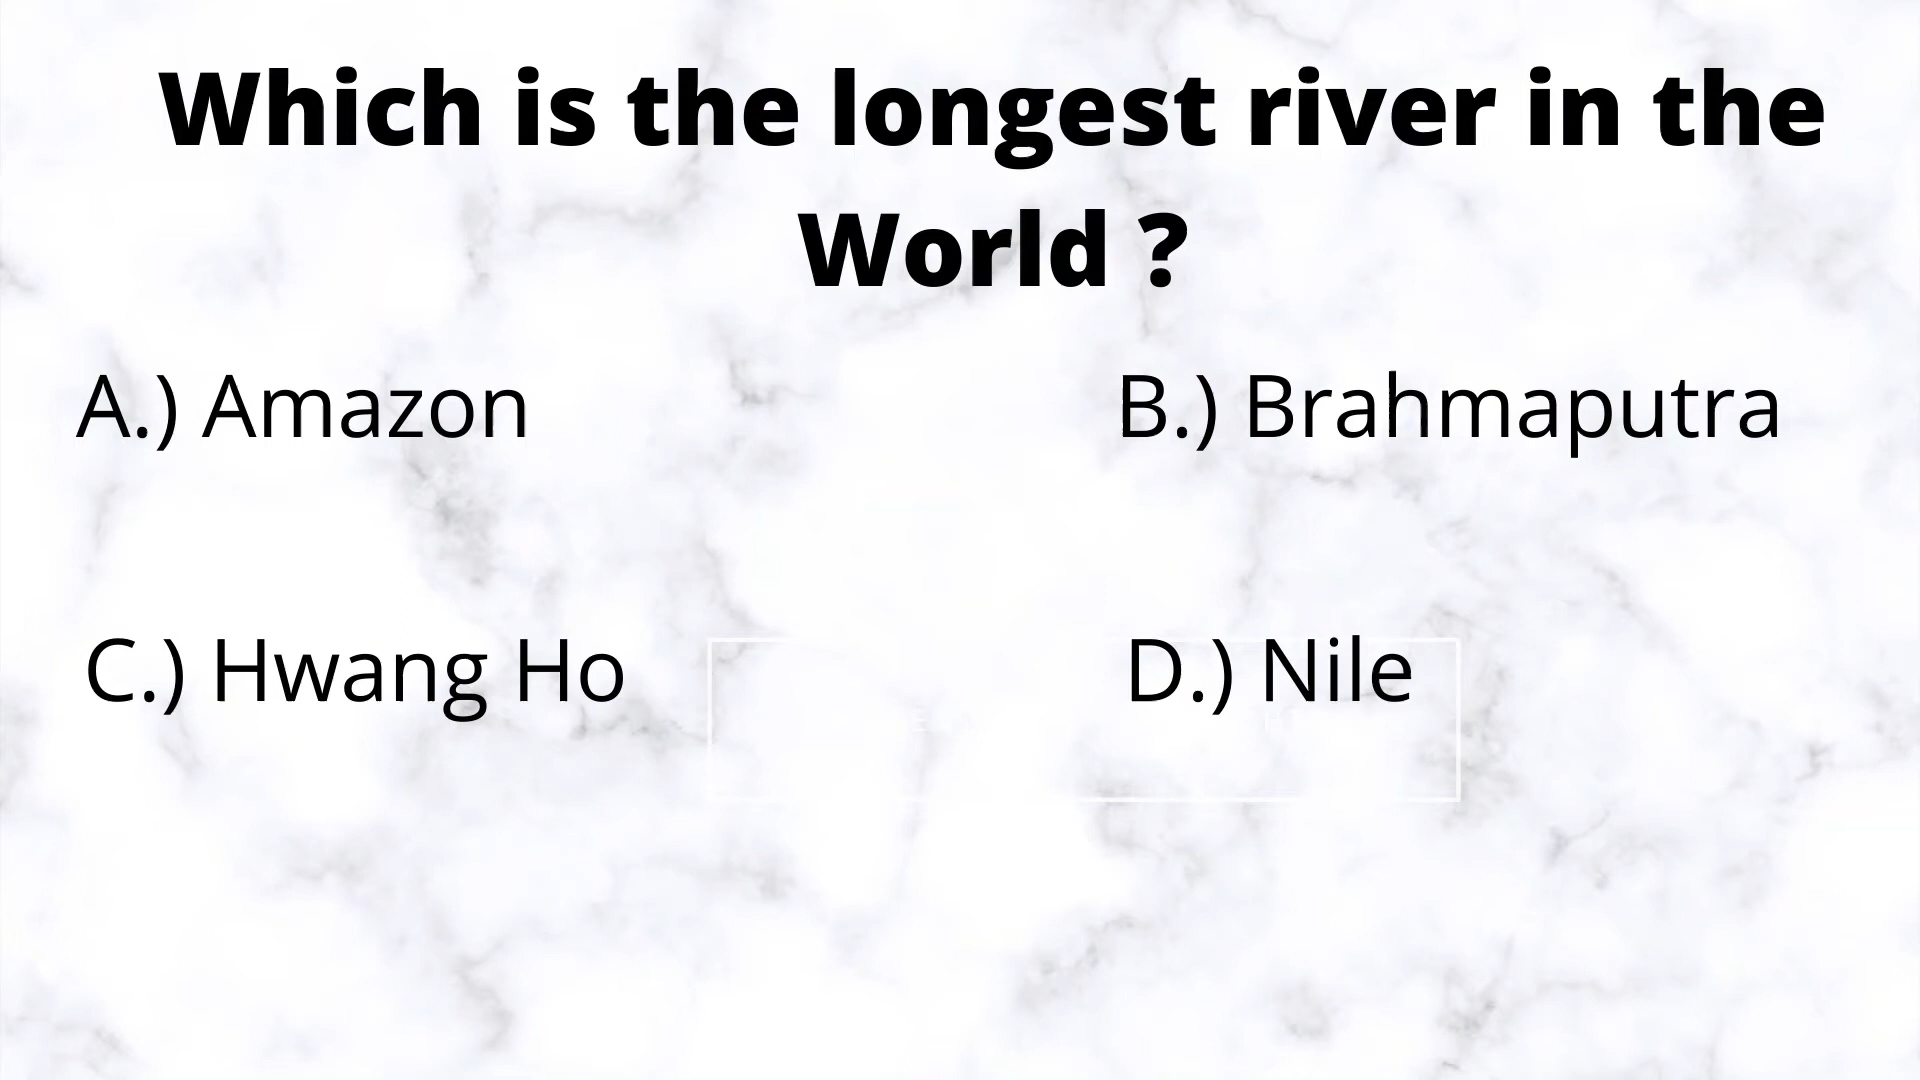 Which is the longest river in the
World ?
A.) Amazon
B.) Brahmaputra
C.) Hwang Ho
D.) Nile